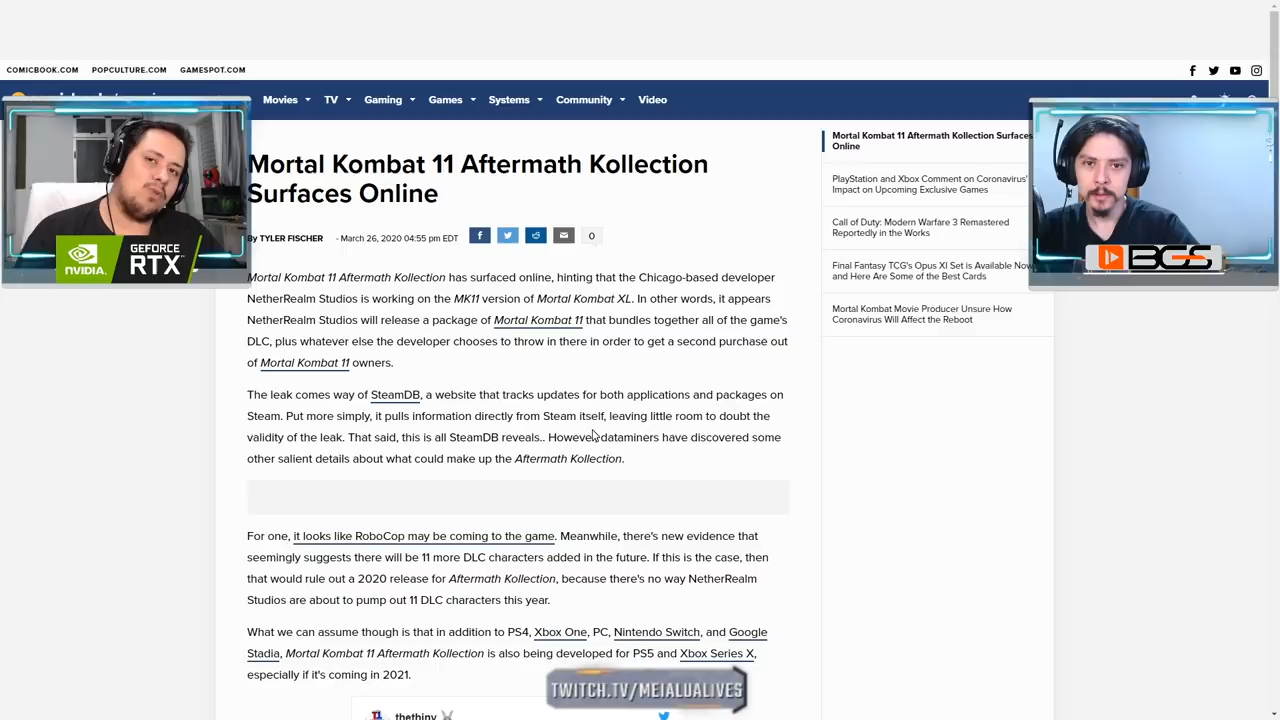 COMICBOOK.COM POPCULTURE.COM GAMESPOT.COM
Movies TV Gaming Games Systems Community Video
Mortal Kombat 11 Aftermath Kollection
Surfaces Online
By TYLER FISCHER - March 26, 2020 04:55 pm EDT 0
Mortal Kombat 11 Aftermath Kollection has surfaced online, hinting that the Chicago-based developer
NetherRealm Studios is working on the MK11 version of Mortal Kombat XL. In other words, it appears
NetherRealm Studios will release a package of Mortal Kombat 11 that bundles together all of the game's
DLC, plus whatever else the developer chooses to throw in there in order to get a second purchase out
of Mortal Kombat 11 owners.
The leak comes way of SteamDB, a website that tracks updates for both applications and packages on
Steam. Put more simply, it pulls information directly from Steam itself, leaving little room to doubt the
validity of the leak. That said, this is all SteamDB reveals.. However dataminers have discovered some
other salient details about what could make up the Aftermath Kollection.
For one, it looks like RoboCop may be coming to the game. Meanwhile, there's new evidence that
seemingly suggests there will be 11 more DLC characters added in the future. If this is the case, then
that would rule out a 2020 release for Aftermath Kollection, because there's no way NetherRealm
Studios are about to pump out 11 DLC characters this year.
What we can assume though is that in addition to PS4, Xbox One, PC, Nintendo Switch, and Google
Stadia, Mortal Kombat 11 Aftermath Kollection is also being developed for PS5 and Xbox Series X,
especially if it's coming in 2021.
thethiny
Mortal Kombat 11 Aftermath Kollection Surfaces
Online
PlayStation and Xbox Comment on Coronavirus'
Impact on Upcoming Exclusive Games
Call of Duty: Modern Warfare 3 Remastered
Reportedly in the Works
Final Fantasy TCG's Opus XI Set is Available Now
and Here Are Some of the Best Cards
Mortal Kombat Movie Producer Unsure How
Coronavirus Will Affect the Reboot
NVIDIA.
GEFORCE
RTX
BGS
TWITCH.TV/MEIALUALIVES